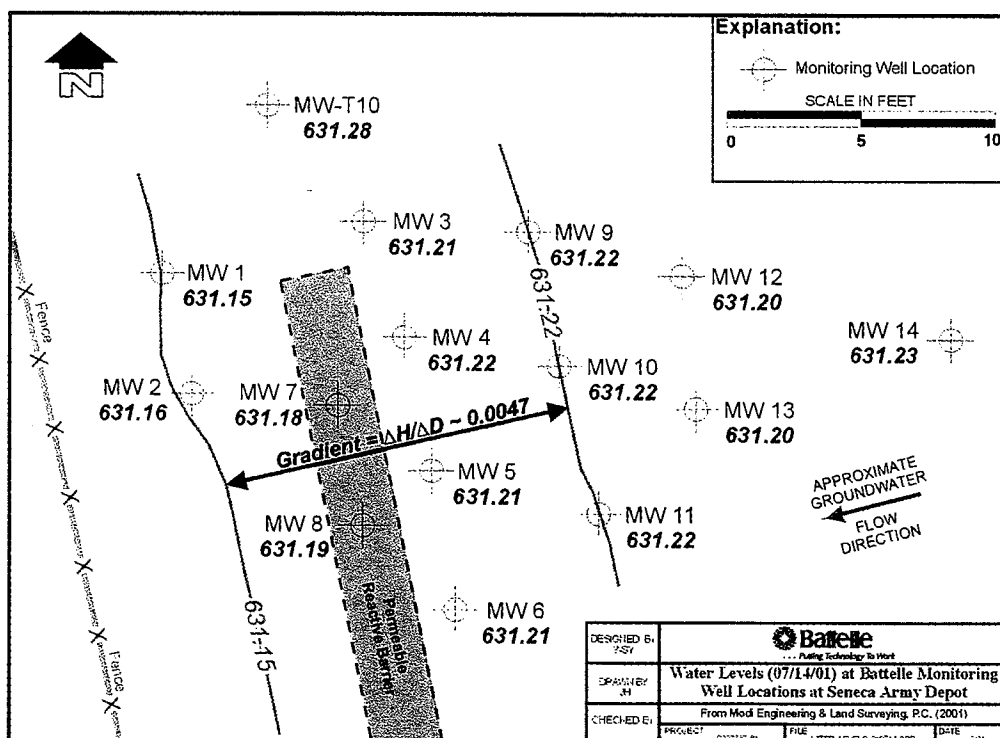 Explanation:
Monitoring Well Location
SCALE IN FEET
0 5 10
N
MW-T10
631.28
MW 3
631.21
MW 9
631.22
MW 1
631.15
MW 12
631.20
MW 4
631.22
MW 14
631.23
MW 10
631.22
MW 2
631.16
MW 7
631.18
MW 13
631.20
Gradient = ΔH/ΔD ~ 0.0047
MW 5
631.21
MW 8
631.19
MW 11
631.22
MW 6
631.21
631.22
631.15
Fence
Fence
Permeable
Reactive Barrier
APPROXIMATE
GROUNDWATER
FLOW
DIRECTION
DESIGNED BY
DRAWN BY
JH
CHECKED BY
Battelle
... Putting Technology To Work
Water Levels (07/14/01) at Battelle Monitoring
Well Locations at Seneca Army Depot
From Modi Engineering & Land Surveying, P.C. (2001)
PROJECT
FILE
DATE